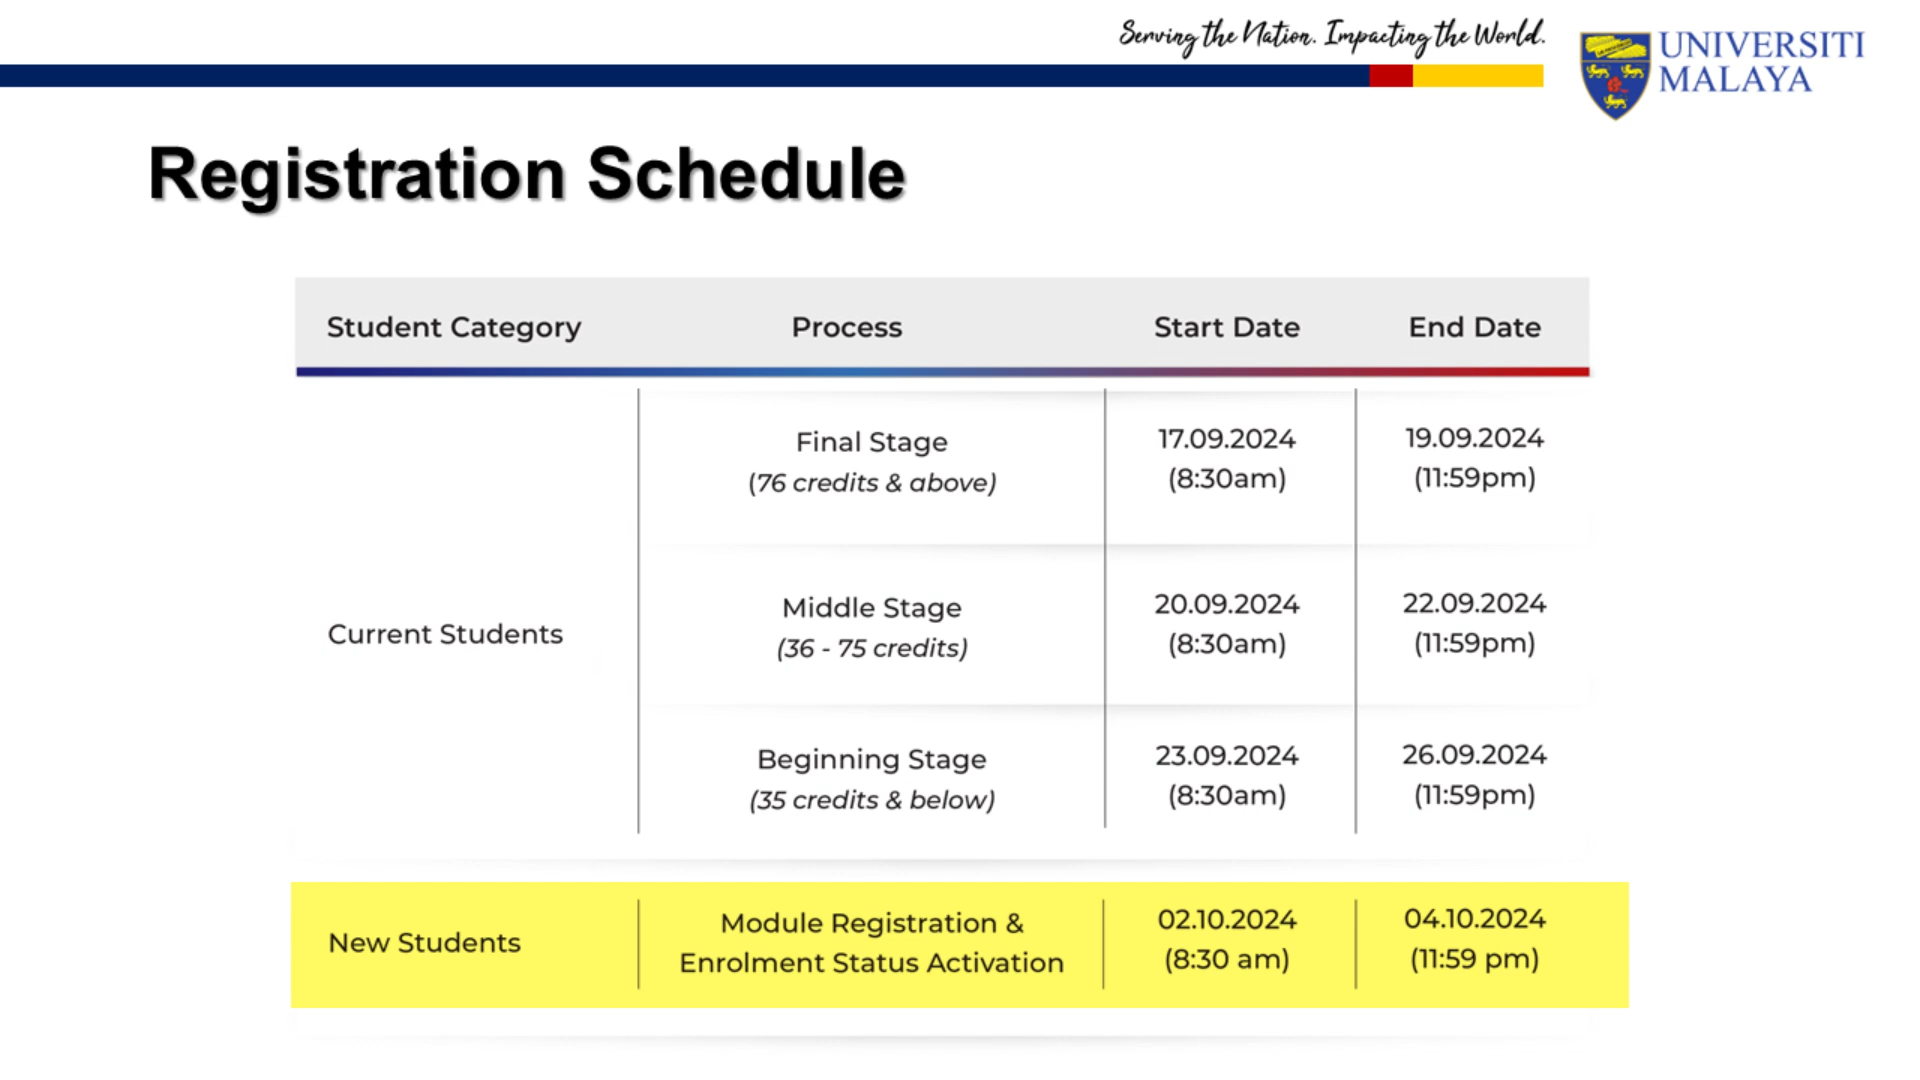 Serving the Nation. Impacting the World.
UNIVERSITI
MALAYA
Registration Schedule
Student Category Process Start Date End Date
Final Stage
(76 credits & above)
17.09.2024
(8:30am)
19.09.2024
(11:59pm)
Current Students
Middle Stage
(36 - 75 credits)
20.09.2024
(8:30am)
22.09.2024
(11:59pm)
Beginning Stage
(35 credits & below)
23.09.2024
(8:30am)
26.09.2024
(11:59pm)
New Students
Module Registration &
Enrolment Status Activation
02.10.2024
(8:30 am)
04.10.2024
(11:59 pm)